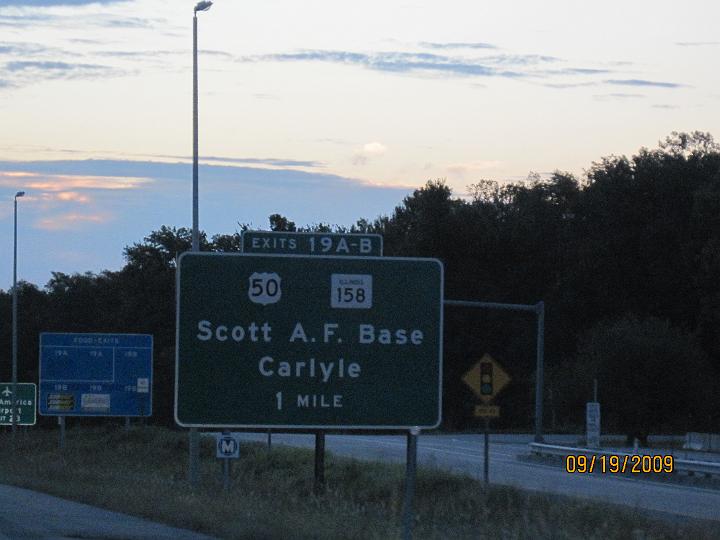 EXITS 19A-B
50
ILLINOIS
158
Scott A.F. Base
Carlyle
1 MILE
FOOD-EXITS
19A 19A 19B
19B 19B 19B
America
M
09/19/2009